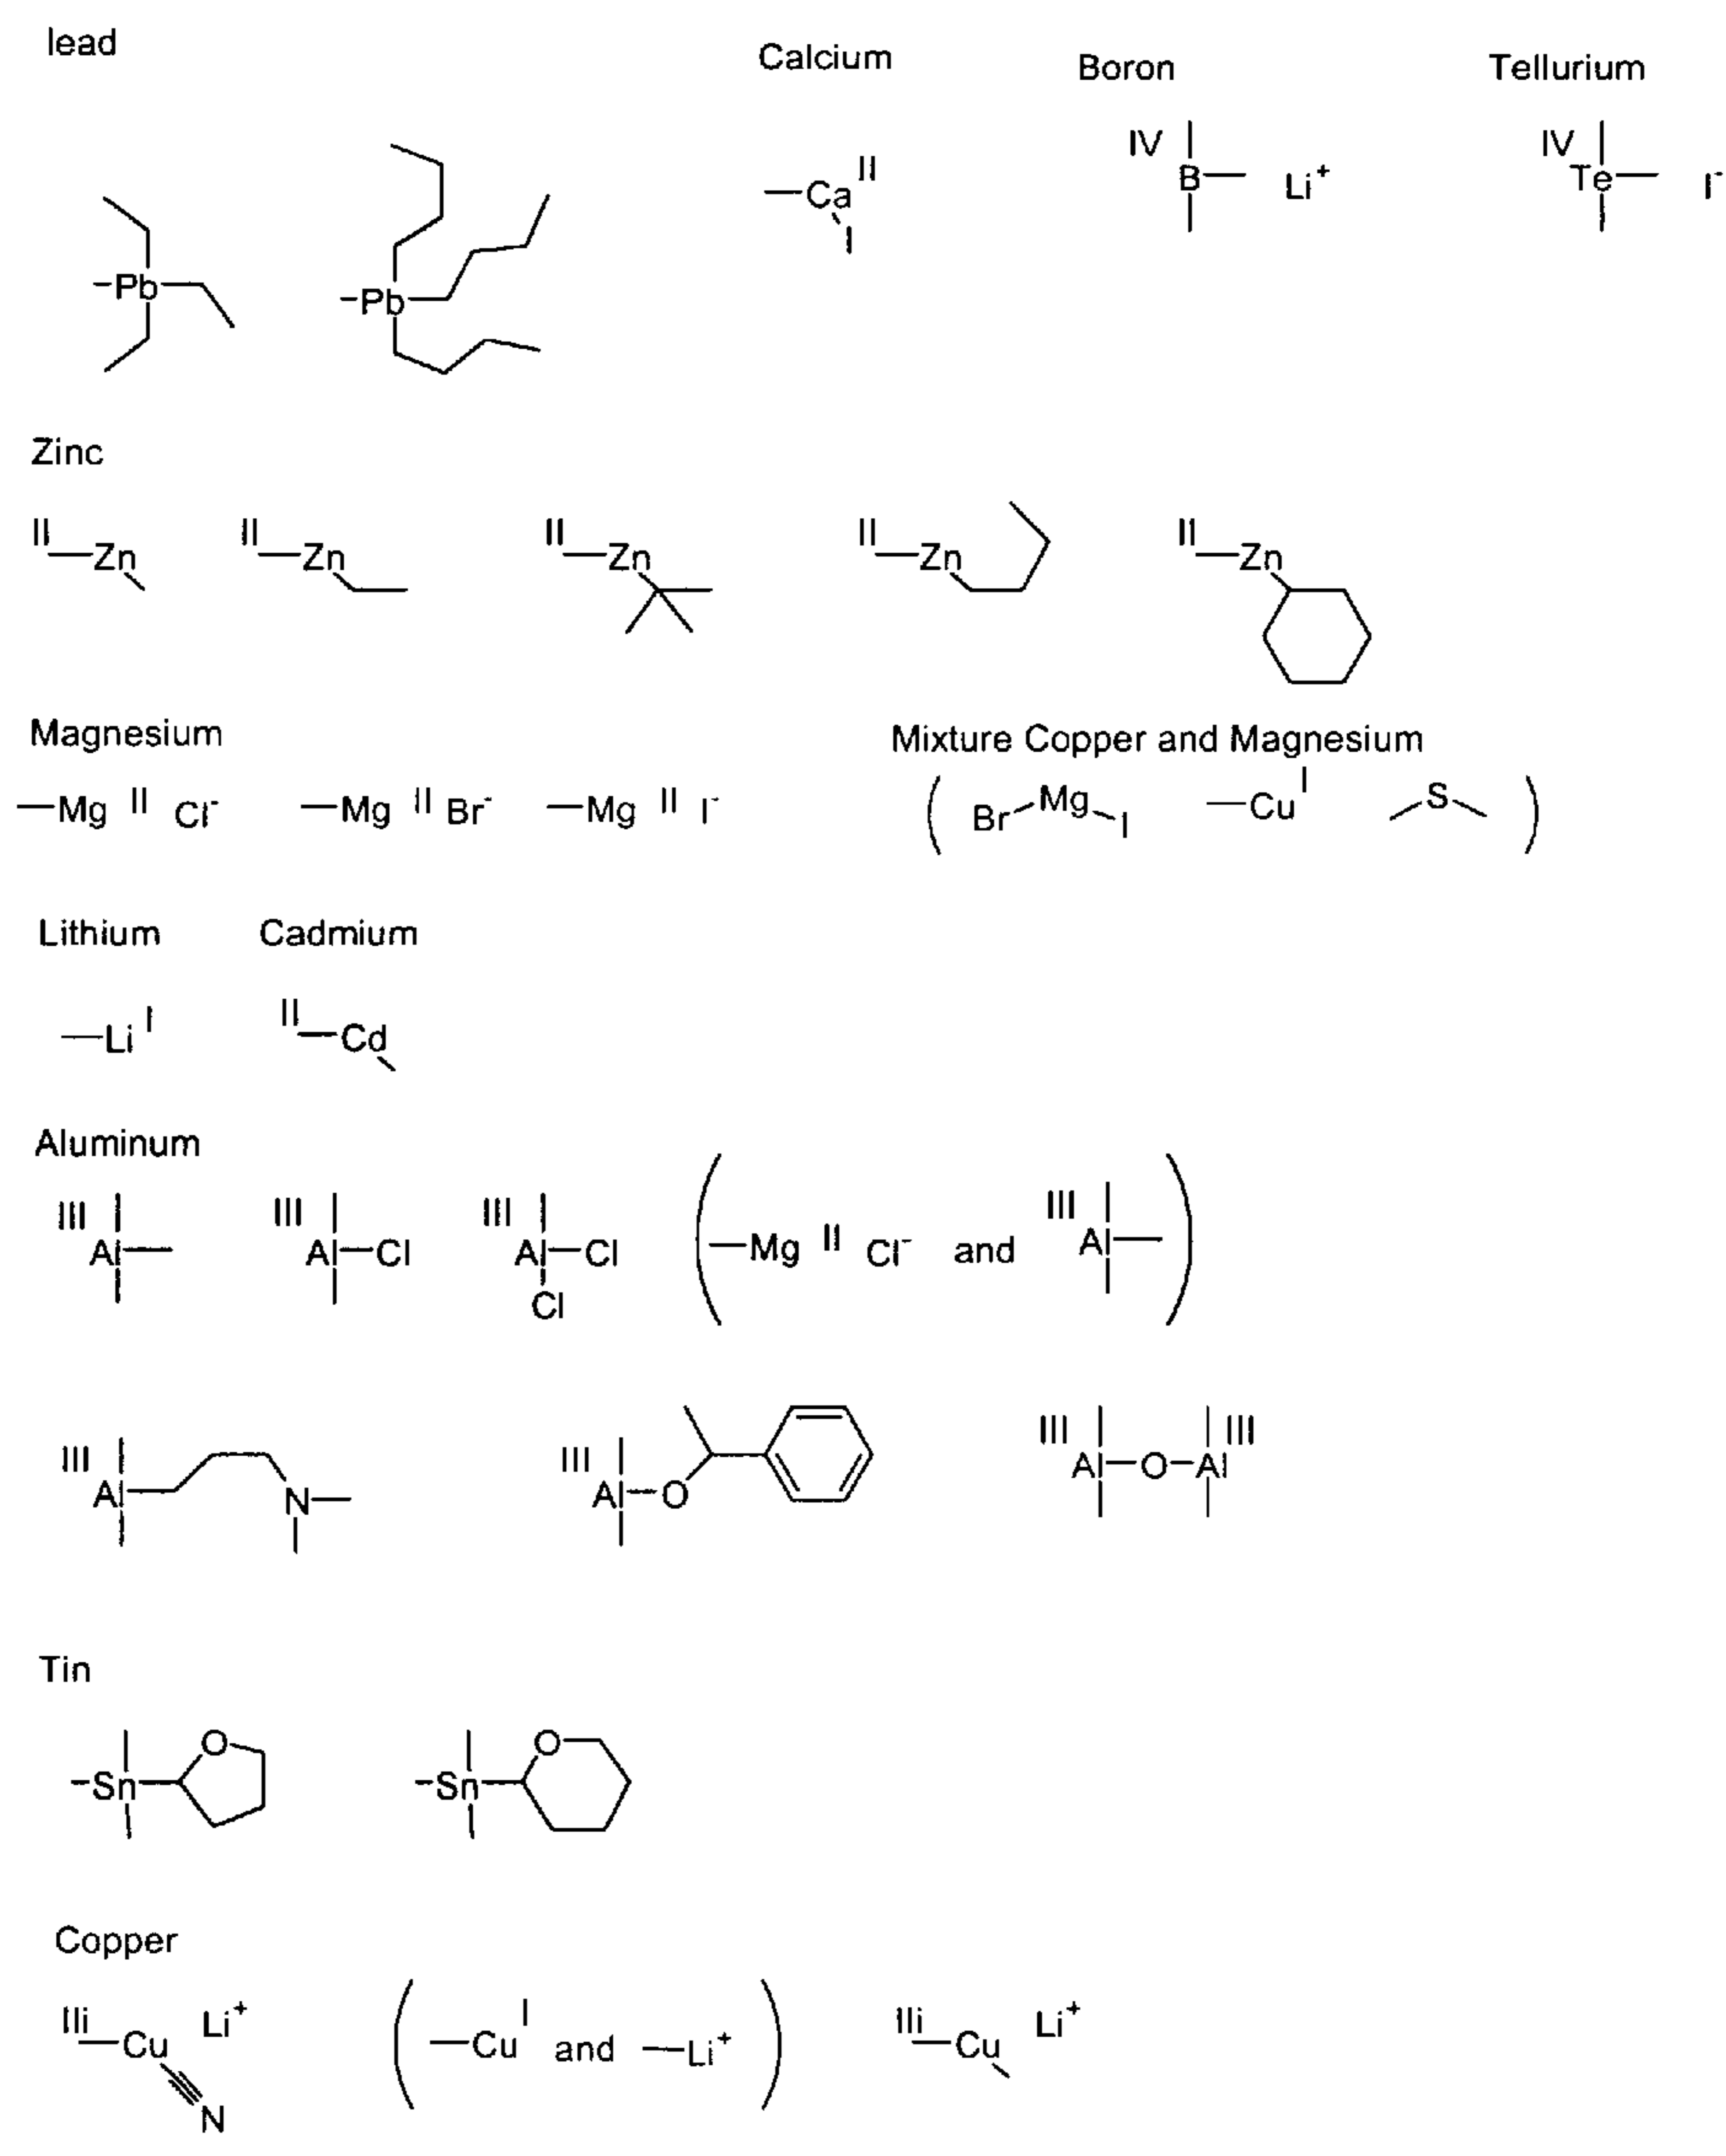 lead
Calcium
Boron
Tellurium
Pb
Pb
Ca II
I
IV
B Li+
IV
Te I-
Zinc
II Zn
II Zn
II Zn
II Zn
II Zn
Magnesium
Mg II Cl-
Mg II Br-
Mg II I-
Mixture Copper and Magnesium
( Br Mg I Cu I S )
Lithium
Cadmium
Li I
II Cd
Aluminum
III
Al
III
Al Cl
III
Al Cl
Cl
( Mg II Cl- and III Al )
III
Al N
III
Al O
III III
Al O Al
Tin
Sn O
Sn O
Copper
IIi Cu Li+
N
( Cu I and Li+ )
IIi Cu Li+